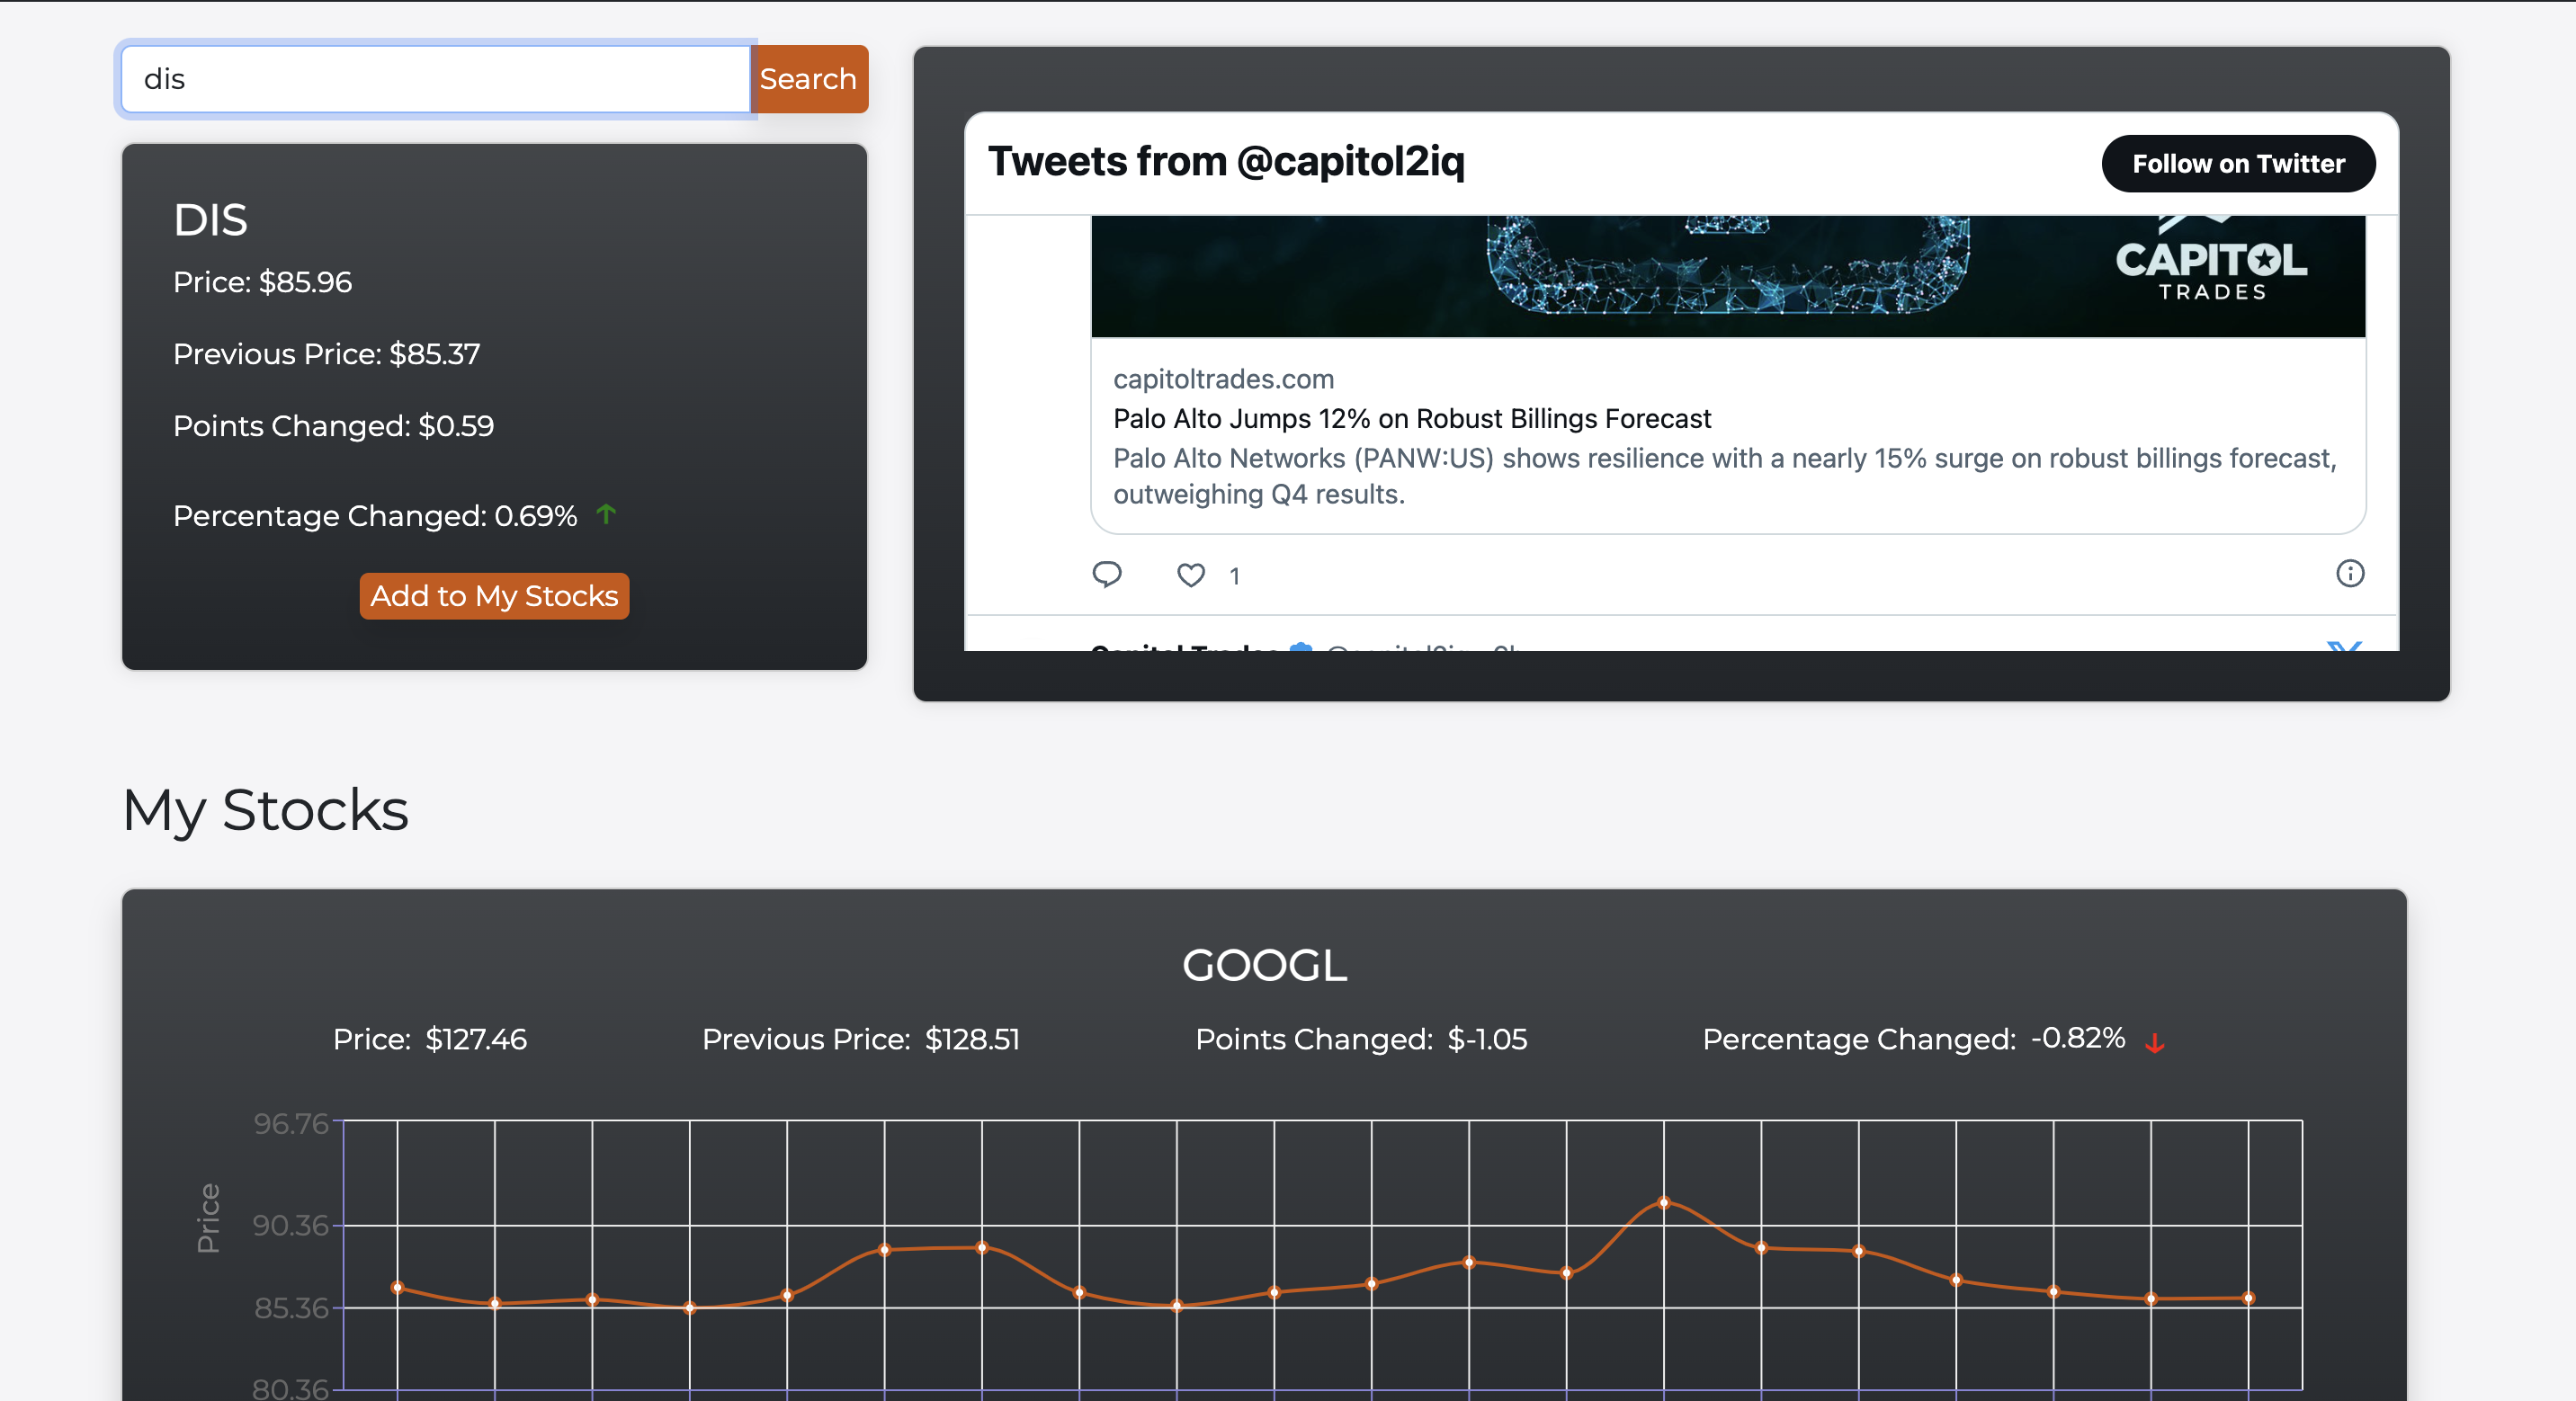 dis
Search
DIS
Price: $85.96
Previous Price: $85.37
Points Changed: $0.59
Percentage Changed: 0.69%
Add to My Stocks
Tweets from @capitol2iq
Follow on Twitter
CAPITOL
TRADES
capitoltrades.com
Palo Alto Jumps 12% on Robust Billings Forecast
Palo Alto Networks (PANW:US) shows resilience with a nearly 15% surge on robust billings forecast,
outweighing Q4 results.
1
Capitol Trades @capitol2iq
My Stocks
GOOGL
Price: $127.46 Previous Price: $128.51 Points Changed: $-1.05 Percentage Changed: -0.82%
Price
96.76
90.36
85.36
80.36